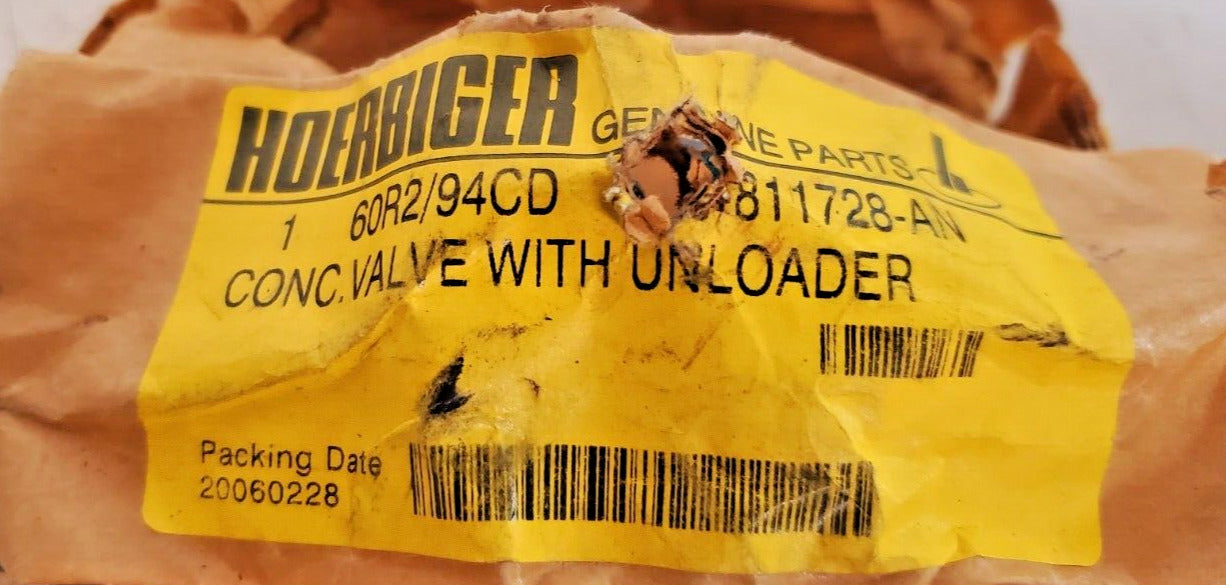 HOERBIGER PARTS
1 60R2/94CD 811728-AN
CONC.VALVE WITH UNLOADER
Packing Date
20060228